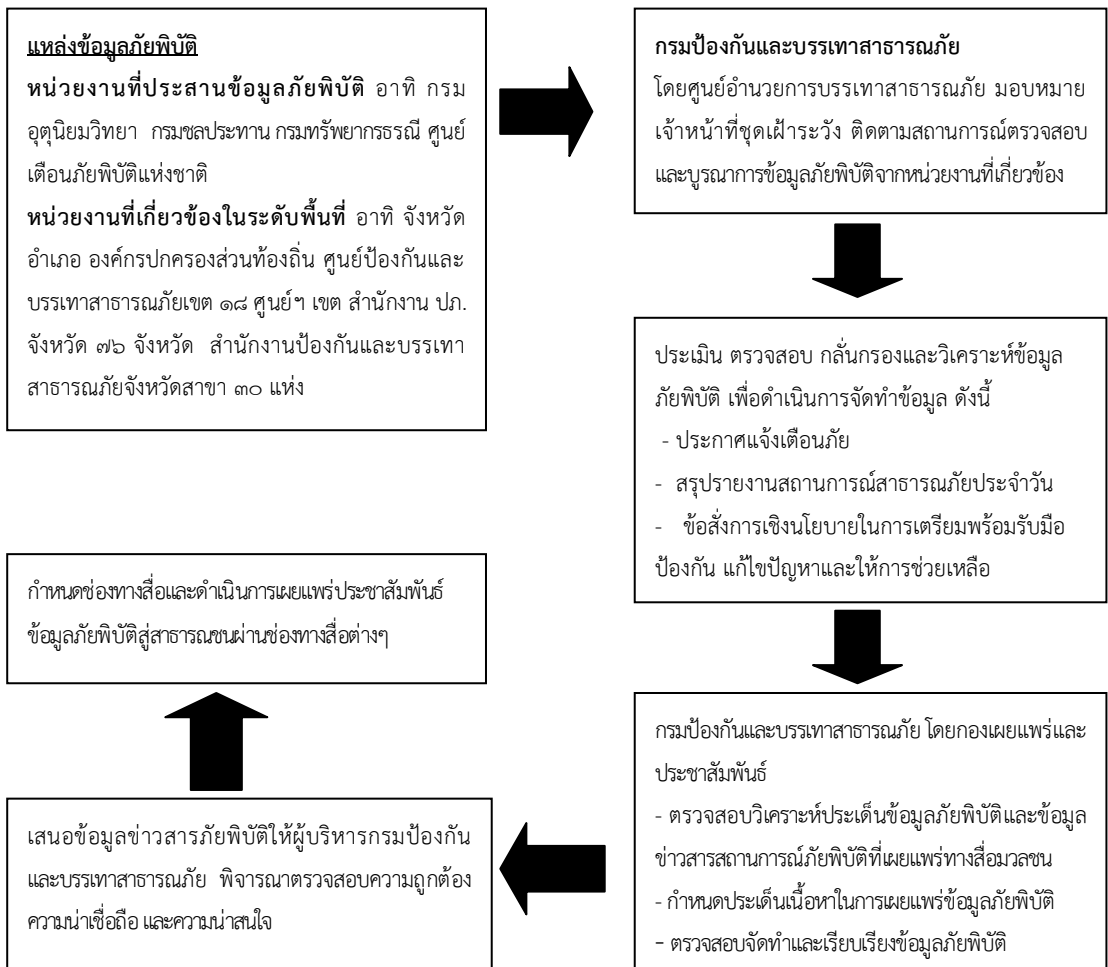 แหล่งข้อมูลภัยพิบัติ
หน่วยงานที่ประสานข้อมูลภัยพิบัติ อาทิ กรม
อุตุนิยมวิทยา กรมชลประทาน กรมทรัพยากรธรณี ศูนย์
เตือนภัยพิบัติแห่งชาติ
หน่วยงานที่เกี่ยวข้องในระดับพื้นที่ อาทิ จังหวัด
อำเภอ องค์กรปกครองส่วนท้องถิ่น ศูนย์ป้องกันและ
บรรเทาสาธารณภัยเขต ๑๘ ศูนย์ฯ เขต สำนักงาน ปภ.
จังหวัด ๗๖ จังหวัด สำนักงานป้องกันและบรรเทา
สาธารณภัยจังหวัดสาขา ๓๐ แห่ง
กรมป้องกันและบรรเทาสาธารณภัย
โดยศูนย์อำนวยการบรรเทาสาธารณภัย มอบหมาย
เจ้าหน้าที่ชุดเฝ้าระวัง ติดตามสถานการณ์ตรวจสอบ
และบูรณาการข้อมูลภัยพิบัติจากหน่วยงานที่เกี่ยวข้อง
ประเมิน ตรวจสอบ กลั่นกรองและวิเคราะห์ข้อมูล
ภัยพิบัติ เพื่อดำเนินการจัดทำข้อมูล ดังนี้
- ประกาศแจ้งเตือนภัย
- สรุปรายงานสถานการณ์สาธารณภัยประจำวัน
- ข้อสั่งการเชิงนโยบายในการเตรียมพร้อมรับมือ
ป้องกัน แก้ไขปัญหาและให้การช่วยเหลือ
กรมป้องกันและบรรเทาสาธารณภัย โดยกองเผยแพร่และ
ประชาสัมพันธ์
- ตรวจสอบวิเคราะห์ประเด็นข้อมูลภัยพิบัติและข้อมูล
ข่าวสารสถานการณ์ภัยพิบัติที่เผยแพร่ทางสื่อมวลชน
- กำหนดประเด็นเนื้อหาในการเผยแพร่ข้อมูลภัยพิบัติ
- ตรวจสอบจัดทำและเรียบเรียงข้อมูลภัยพิบัติ
เสนอข้อมูลข่าวสารภัยพิบัติให้ผู้บริหารกรมป้องกัน
และบรรเทาสาธารณภัย พิจารณาตรวจสอบความถูกต้อง
ความน่าเชื่อถือ และความน่าสนใจ
กำหนดช่องทางสื่อและดำเนินการเผยแพร่ประชาสัมพันธ์
ข้อมูลภัยพิบัติสู่สาธารณชนผ่านช่องทางสื่อต่างๆ